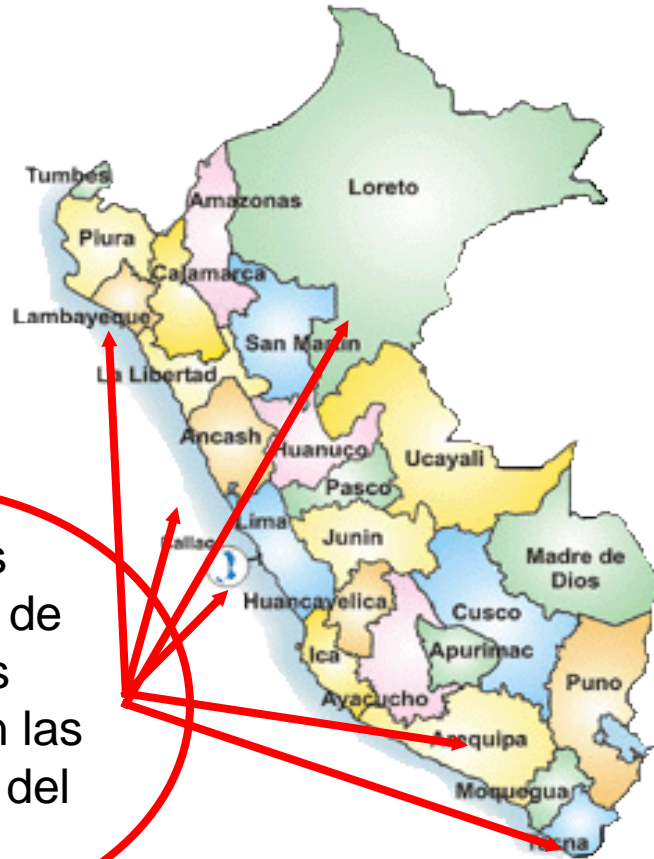 Tumbes
Amazonas
Loreto
Piura
Cajamarca
Lambayeque
San Martín
La Libertad
Ancash
Huanuco
Ucayali
Pasco
Lima
Junin
Callao
Madre de
Dios
Huancavelica
Cusco
Ica
Apurimac
Ayacucho
Puno
Arequipa
Moquegua
Tacna
s
de
s
n las
del